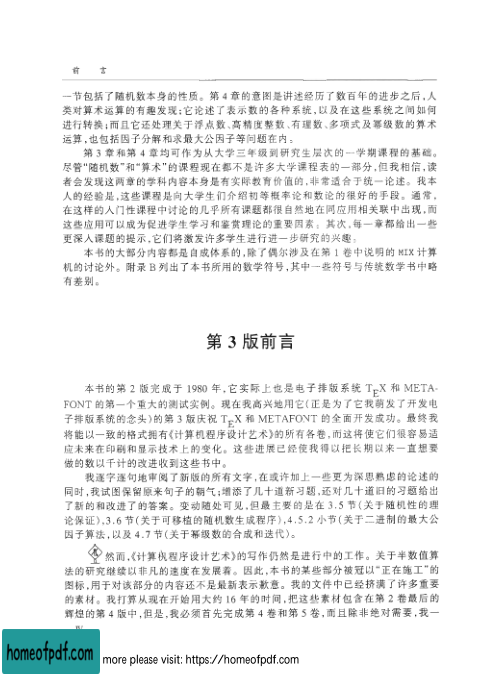 前 言
一节包括了随机数本身的性质。第 4 章的意图是讲述经历了数百年的进步之后,人
类对算术运算的有趣发现;它论述了表示数的各种系统,以及在这些系统之间如何
进行转换;而且它还处理关于浮点数、高精度整数、有理数、多项式及幂级数的算术
运算,也包括因子分解和求最大公因子等问题在内。
第 3 章和第 4 章均可作为从大学三年级到研究生层次的一学期课程的基础。
尽管“随机数”和“算术”的课程现在都不是许多大学课程表的一部分,但我相信,读
者会发现这两章的学科内容本身是有实际教育价值的,非常适合于统一论述。我本
人的经验是,这些课程是向大学生们介绍初等概率论和数论的很好的手段。通常,
在这样的入门性课程中讨论的几乎所有课题都很自然地在同应用相关联中出现,而
这些应用可以成为促进学生学习和鉴赏理论的重要因素;其次,每一章都给出一些
更深入课题的提示,它们将激发许多学生进行进一步研究的兴趣。
本书的大部分内容都是自成体系的,除了偶尔涉及在第 1 卷中说明的 MIX 计算
机的讨论外。附录 B 列出了本书所用的数学符号,其中一些符号与传统数学书中略
有差别。
第 3 版前言
本书的第 2 版完成于 1980 年,它实际上也是电子排版系统 TEX 和 META-
FONT 的第一个重大的测试实例。现在我高兴地用它(正是为了它我萌发了开发电
子排版系统的念头)的第 3 版庆祝 TEX 和 METAFONT 的全面开发成功。最终我
将能以一致的格式拥有《计算机程序设计艺术》的所有各卷,而这将使它们很容易适
应未来在印刷和显示技术上的变化。这些进展已经使我得以把长期以来一直想要
做的数以千计的改进收到这些书中。
我逐字逐句地审阅了新版的所有文字,在或许加上一些更为深思熟虑的论述的
同时,我试图保留原来句子的朝气;增添了几十道新习题,还对几十道旧的习题给出
了新的和改进了的答案。变动随处可见,但最主要的是在 3.5 节(关于随机性的理
论保证),3.6 节(关于可移植的随机数生成程序),4.5.2 小节(关于二进制的最大公
因子算法,以及 4.7 节(关于幂级数的合成和迭代)。
然而,《计算机程序设计艺术》的写作仍然是进行中的工作。关于半数值算
法的研究继续以非凡的速度在发展着。因此,本书的某些部分被冠以“正在施工”的
图标,用于对该部分的内容还不是最新表示歉意。我的文件中已经挤满了许多重要
的素材。我打算从现在开始用大约 16 年的时间,把这些素材包含在第 2 卷最后的
辉煌的第 4 版中,但是,我必须首先完成第 4 卷和第 5 卷,而且除非绝对需要,我一
homeofpdf.com
more please visit: https://homeofpdf.com